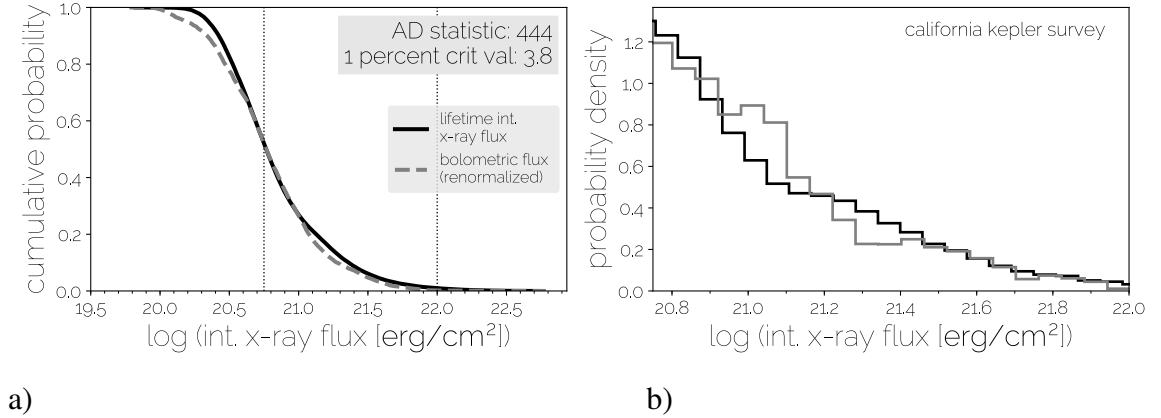 cumulative probability
1.0
0.8
0.6
0.4
0.2
0.0
AD statistic: 444
1 percent crit val: 3.8
lifetime int.
x-ray flux
bolometric flux
(renormalized)
19.5 20.0 20.5 21.0 21.5 22.0 22.5
log (int. x-ray flux [erg/cm²])
a)
probability density
1.2
1.0
0.8
0.6
0.4
0.2
0.0
california kepler survey
20.8 21.0 21.2 21.4 21.6 21.8 22.0
log (int. x-ray flux [erg/cm²])
b)